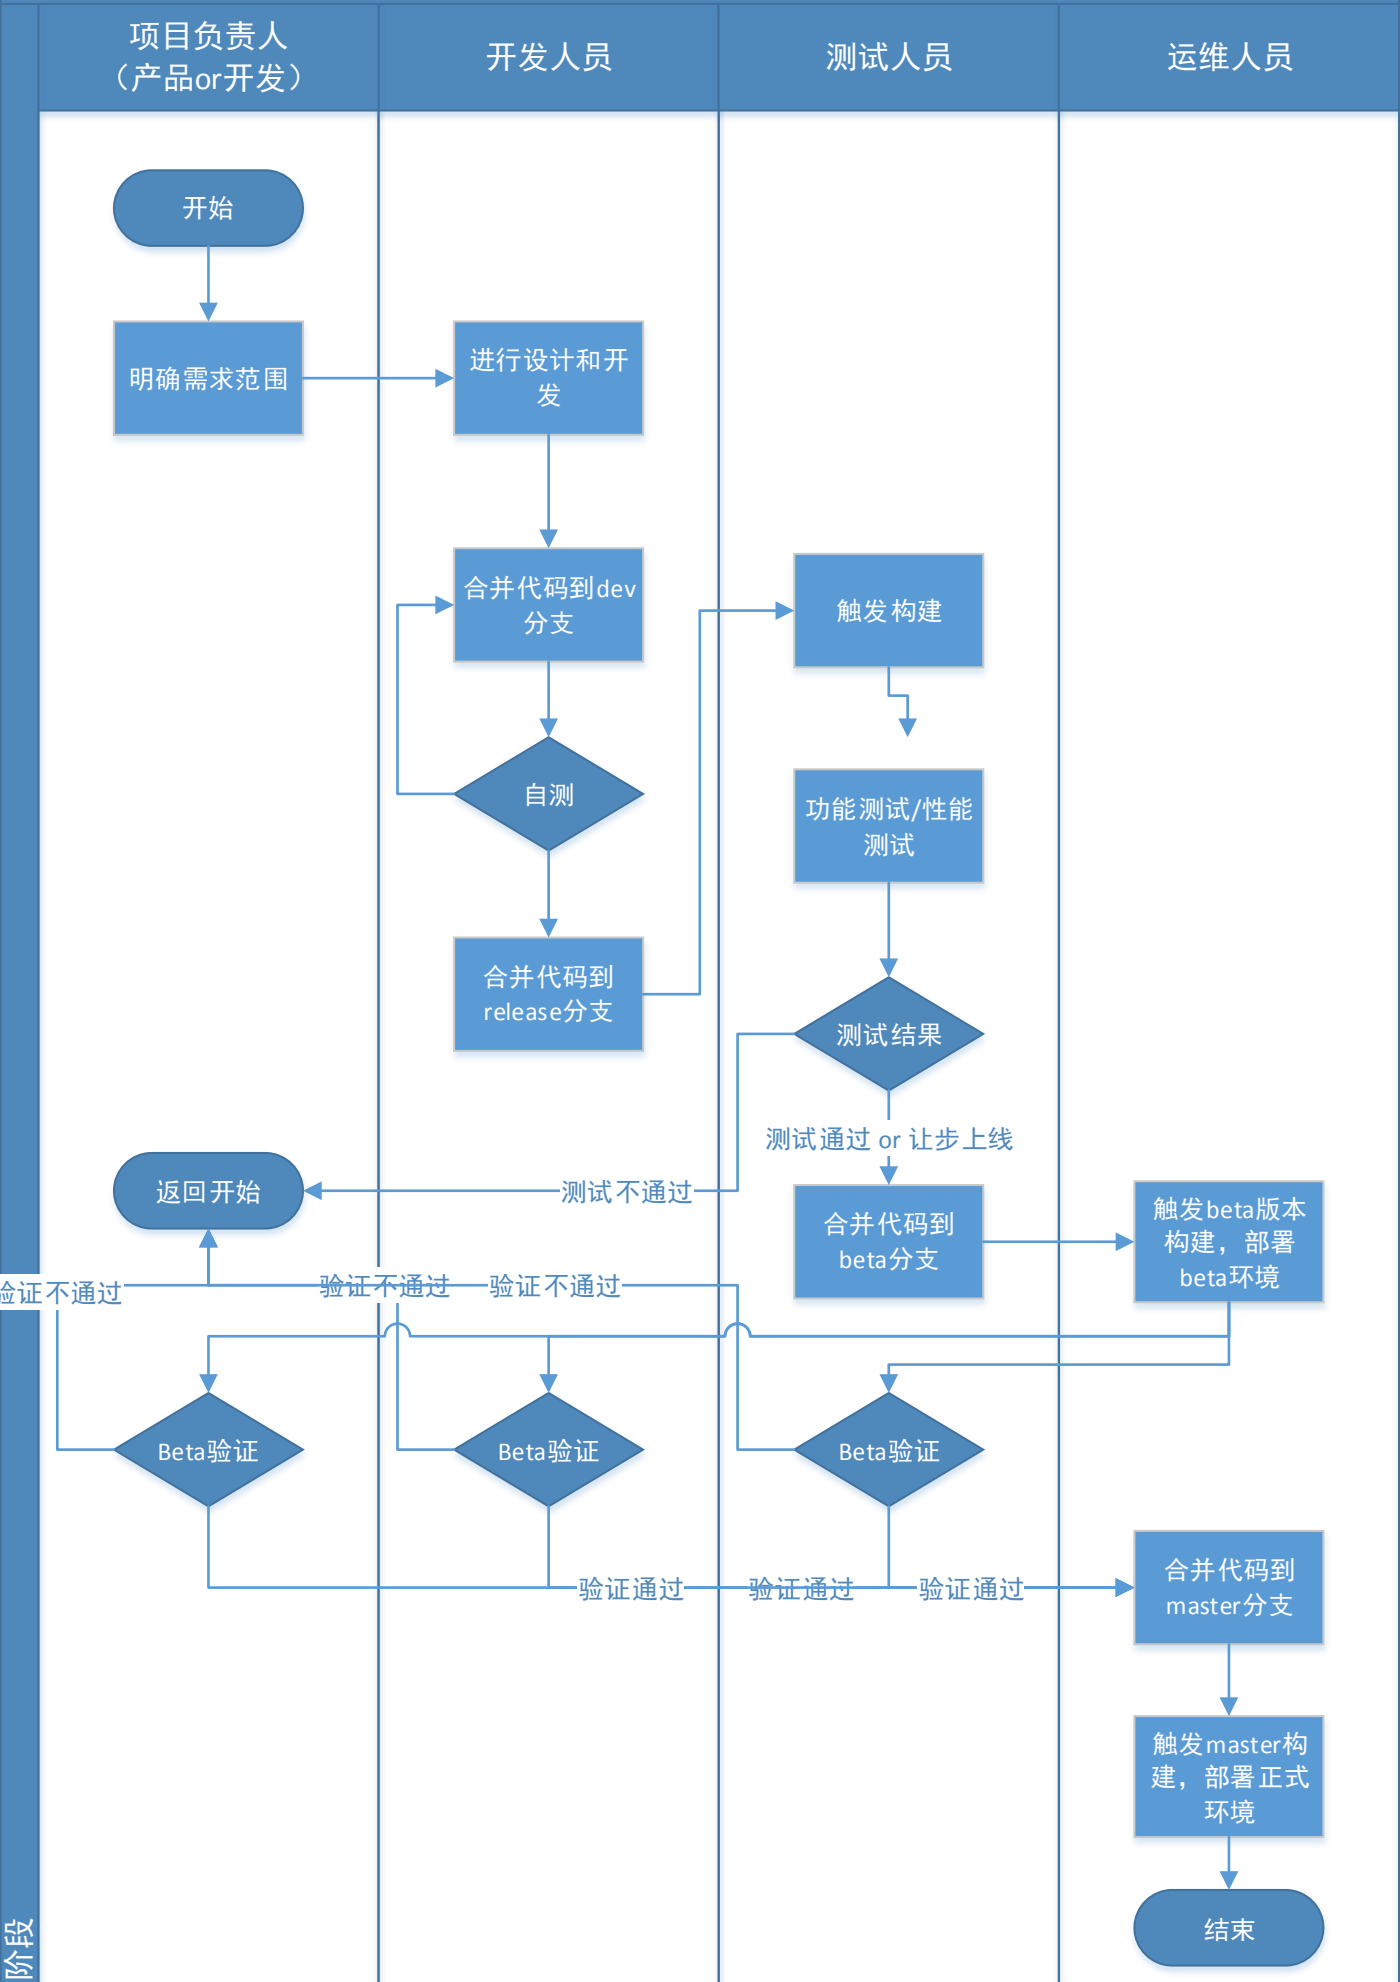 项目负责人
（产品or开发）
开发人员
测试人员
运维人员
开始
明确需求范围
进行设计和开
发
合并代码到dev
分支
触发构建
自测
功能测试/性能
测试
合并代码到
release分支
测试结果
测试通过 or 让步上线
返回开始
测试不通过
合并代码到
beta分支
触发beta版本
构建，部署
beta环境
验证不通过
验证不通过
验证不通过
Beta验证
Beta验证
Beta验证
验证通过
验证通过
验证通过
合并代码到
master分支
触发master构
建，部署正式
环境
结束
阶段